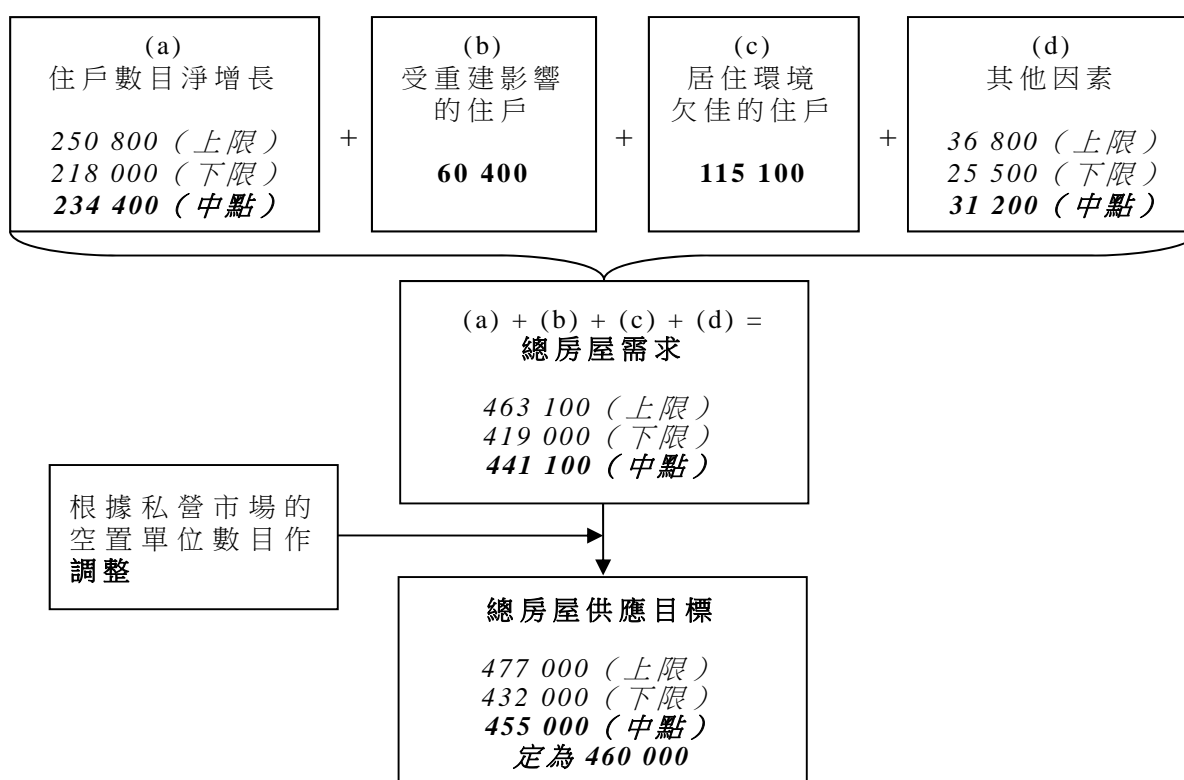 (a)
住戶數目淨增長
250 800（上限）
218 000（下限）
234 400（中點）
+
(b)
受重建影響
的住戶
60 400
+
(c)
居住環境
欠佳的住戶
115 100
+
(d)
其他因素
36 800（上限）
25 500（下限）
31 200（中點）
(a) + (b) + (c) + (d) =
總房屋需求
463 100（上限）
419 000（下限）
441 100（中點）
根據私營市場的
空置單位數目作
調整
總房屋供應目標
477 000（上限）
432 000（下限）
455 000（中點）
定為 460 000